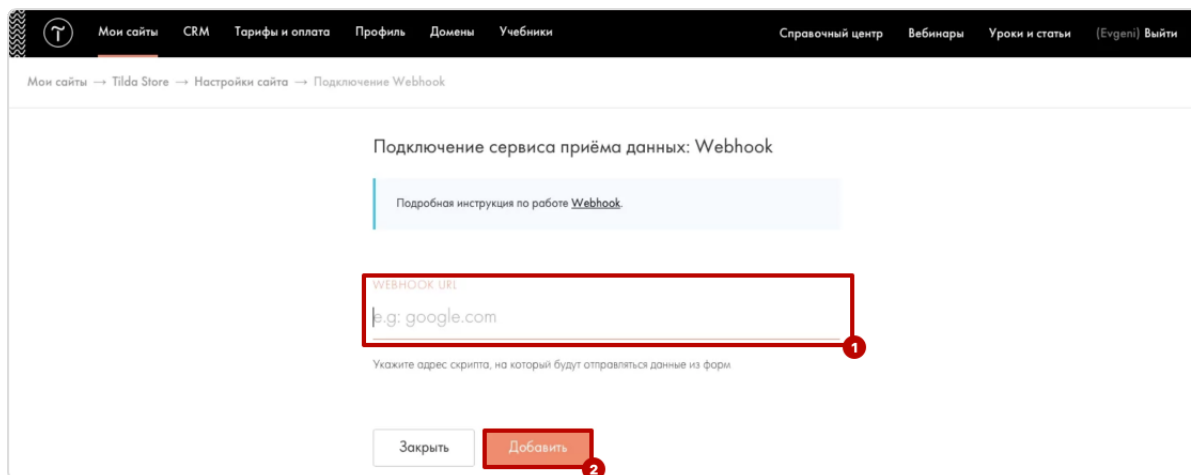 Мои сайты CRM Тарифы и оплата Профиль Домены Учебники Справочный центр Вебинары Уроки и статьи (Evgeni) Выйти
Мои сайты → Tilda Store → Настройки сайта → Подключение Webhook
Подключение сервиса приёма данных: Webhook
Подробная инструкция по работе Webhook.
WEBHOOK URL
e.g: google.com
1
Укажите адрес скрипта, на который будут отправляться данные из форм
Закрыть Добавить
2